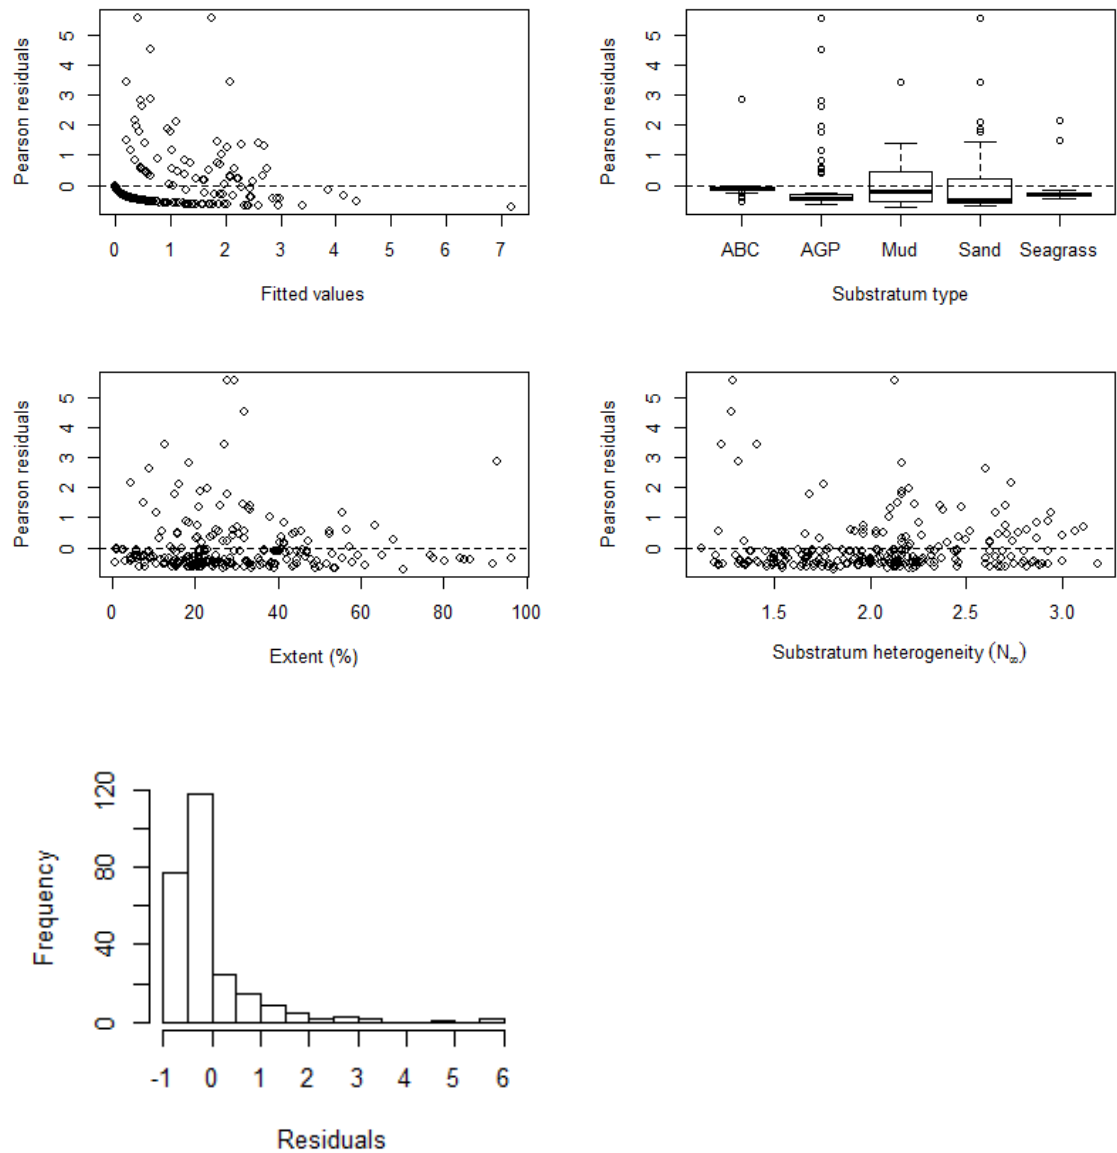 Pearson residuals
0 1 2 3 4 5
0 1 2 3 4 5 6 7
Fitted values
Pearson residuals
0 1 2 3 4 5
ABC AGP Mud Sand Seagrass
Substratum type
Pearson residuals
0 1 2 3 4 5
0 20 40 60 80 100
Extent (%)
Pearson residuals
0 1 2 3 4 5
1.5 2.0 2.5 3.0
Substratum heterogeneity (N∞)
Frequency
0 40 80 120
-1 0 1 2 3 4 5 6
Residuals